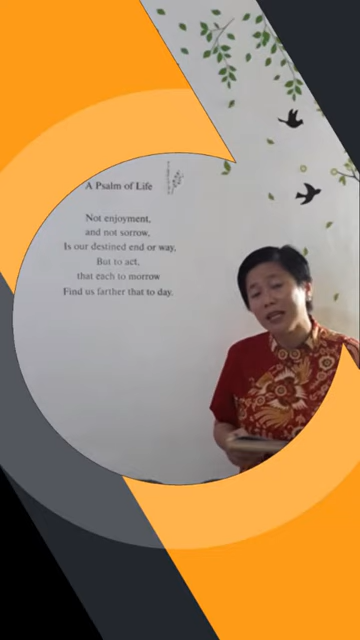 A Psalm of Life
Not enjoyment,
and not sorrow,
Is our destined end or way,
But to act,
that each to morrow
Find us farther that to day.